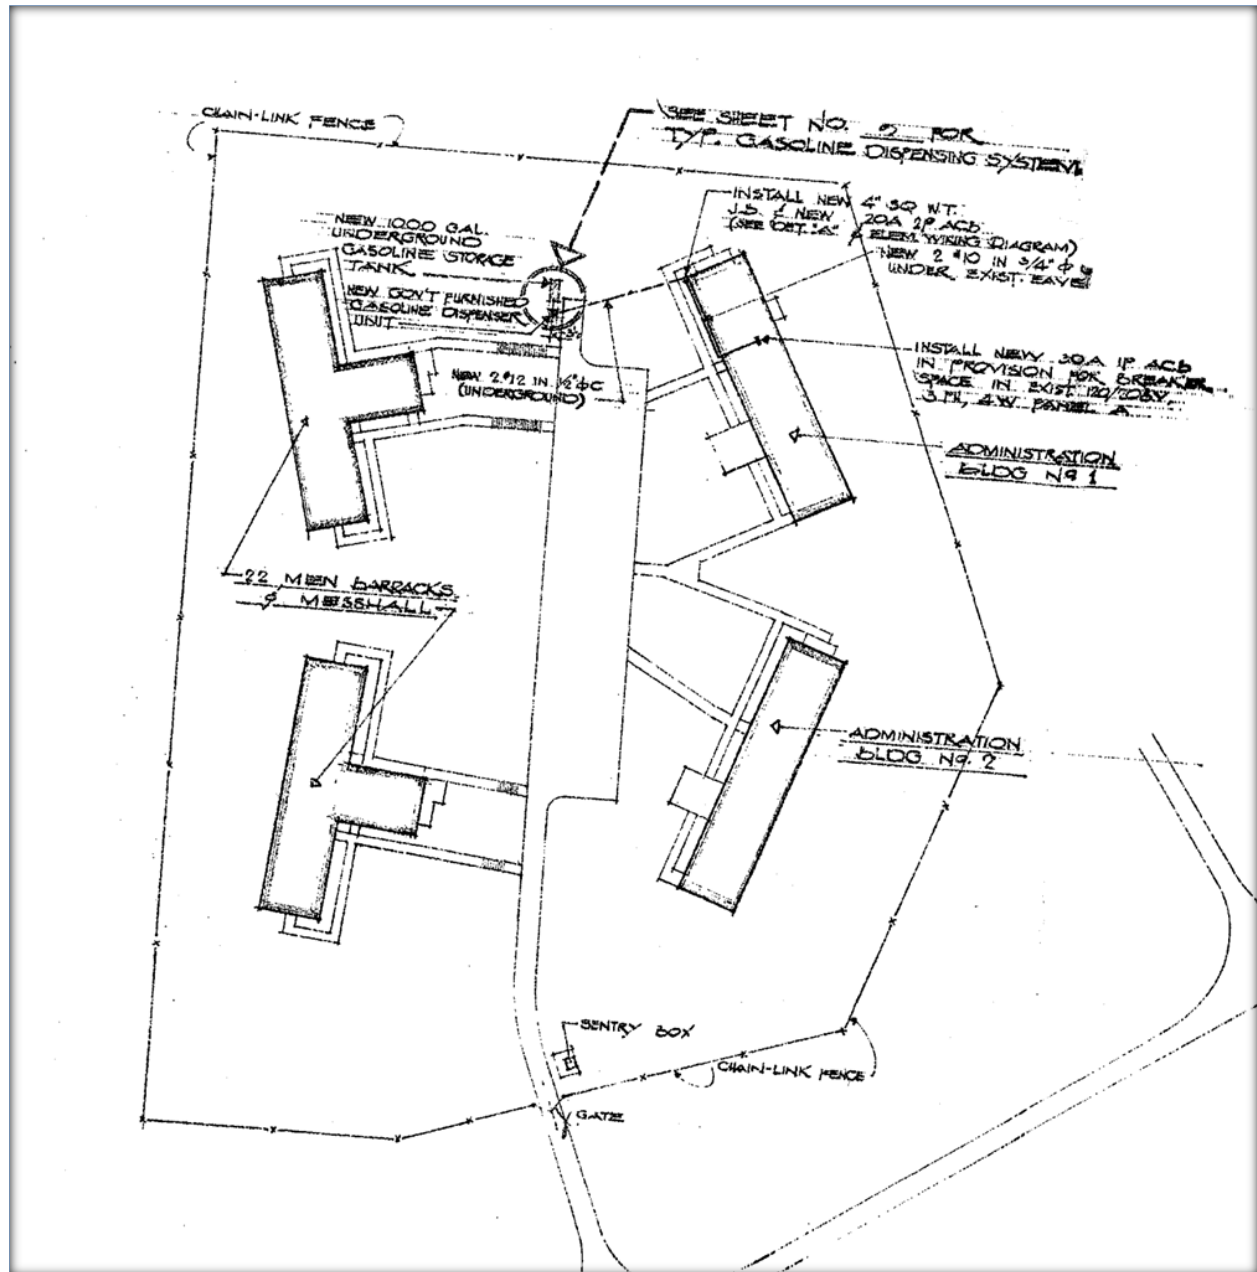 CHAIN-LINK FENCE
SEE SHEET NO. 2 FOR
TYP. GASOLINE DISPENSING SYSTEM
INSTALL NEW 4" SQ W.T.
J.B. & NEW 20A 2P ACB
(SEE DET. "A" & ELEM. WIRING DIAGRAM)
NEW 2 #10 IN 3/4" φ C
UNDER EXIST. EAVE
NEW 1000 GAL.
UNDERGROUND
GASOLINE STORAGE
TANK
NEW GOV'T FURNISHED
GASOLINE DISPENSER
UNIT
NEW 2 #12 IN ½" φ C
(UNDERGROUND)
INSTALL NEW 30A 1P ACB
IN PROVISION FOR BREAKER
SPACE IN EXIST 120/208V,
3 PH, 4 W PANEL A
ADMINISTRATION
BLDG Nº 1
22 MEN BARRACKS
& MESSHALL
ADMINISTRATION
BLDG Nº 2
SENTRY BOX
CHAIN-LINK FENCE
GATE